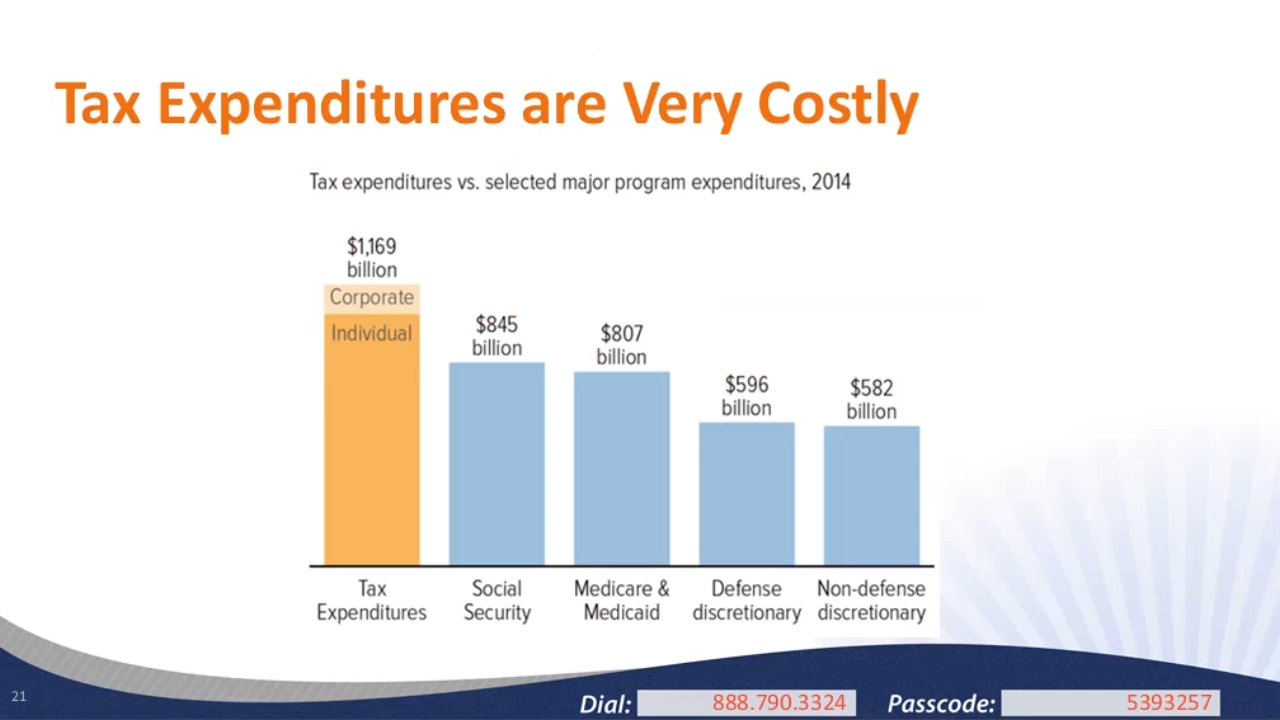 Tax Expenditures are Very Costly
Tax expenditures vs. selected major program expenditures, 2014
$1,169
billion
Corporate
Individual
$845
billion
$807
billion
$596
billion
$582
billion
Tax
Expenditures
Social
Security
Medicare &
Medicaid
Defense
discretionary
Non-defense
discretionary
21
Dial: 888.790.3324 Passcode: 5393257